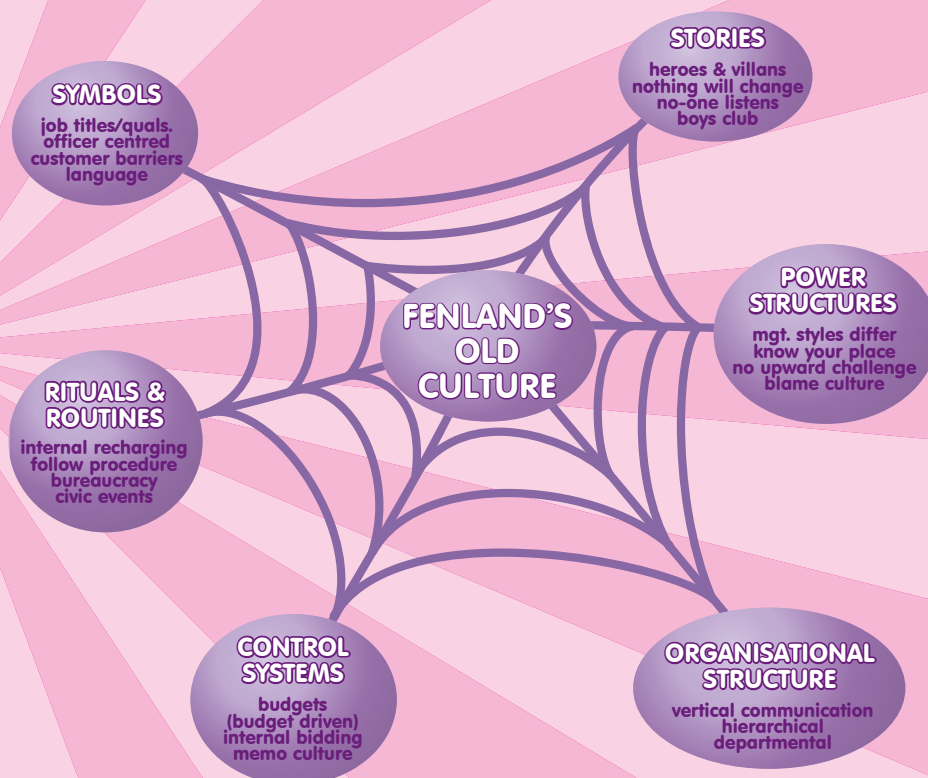 STORIES
heroes & villans
nothing will change
no-one listens
boys club
SYMBOLS
job titles/quals.
officer centred
customer barriers
language
POWER
STRUCTURES
mgt. styles differ
know your place
no upward challenge
blame culture
FENLAND'S
OLD
CULTURE
RITUALS &
ROUTINES
internal recharging
follow procedure
bureaucracy
civic events
CONTROL
SYSTEMS
budgets
(budget driven)
internal bidding
memo culture
ORGANISATIONAL
STRUCTURE
vertical communication
hierarchical
departmental